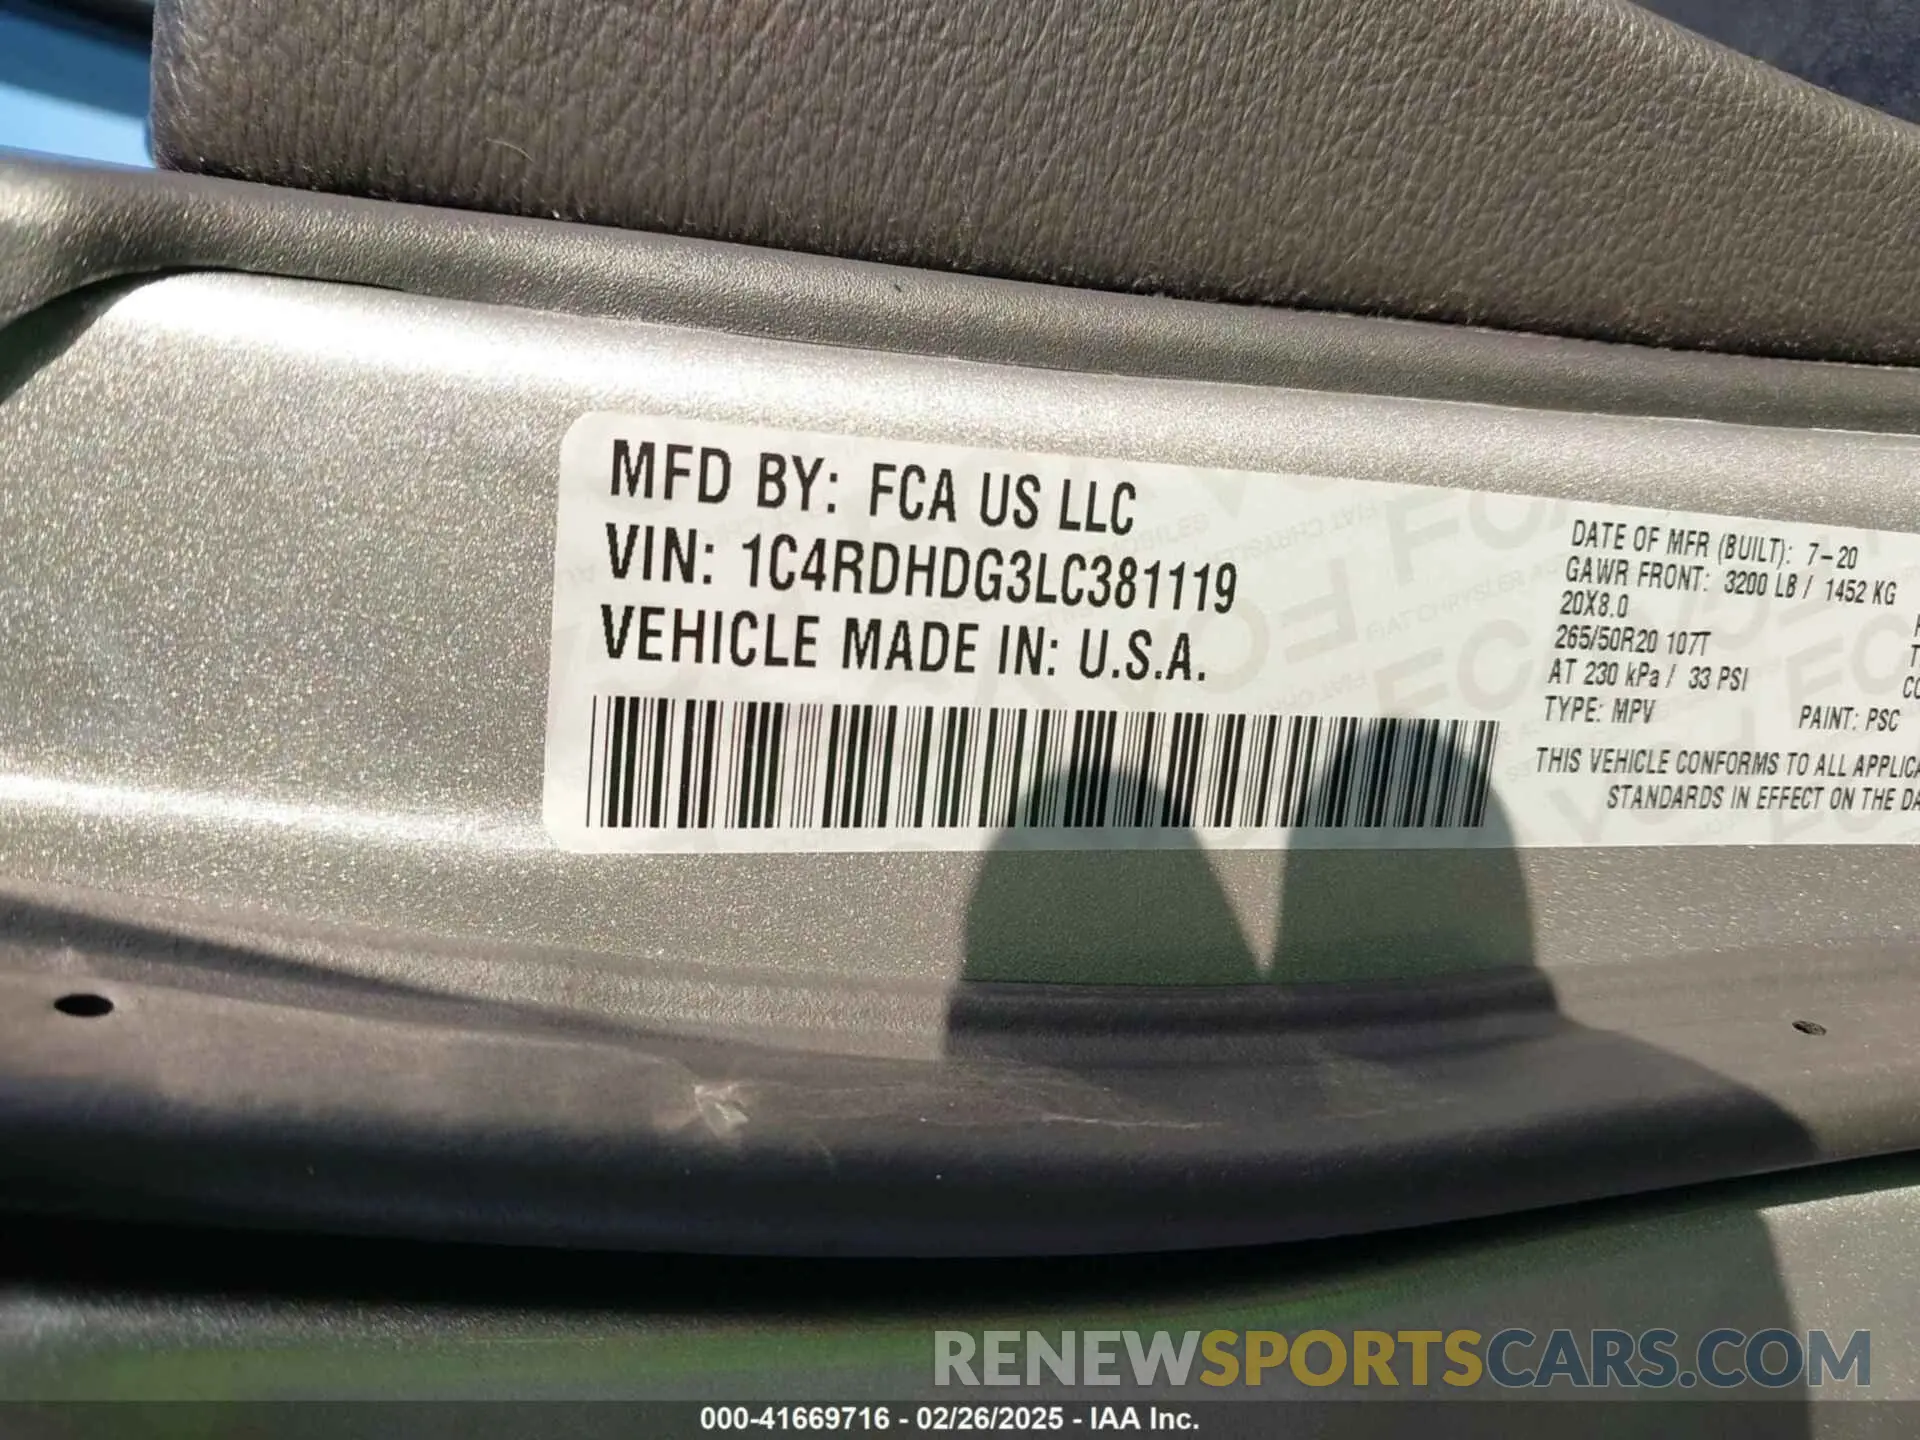 MFD BY: FCA US LLC
VIN: 1C4RDHDG3LC381119
VEHICLE MADE IN: U.S.A.
DATE OF MFR (BUILT): 7-20
GAWR FRONT: 3200 LB / 1452 KG
20X8.0
265/50R20 107T
AT 230 kPa / 33 PSI
TYPE: MPV PAINT: PSC
THIS VEHICLE CONFORMS TO ALL
STANDARDS IN EFFECT ON THE
RENEWSPORTSCARS.COM
000-41669716 - 02/26/2025 - IAA Inc.